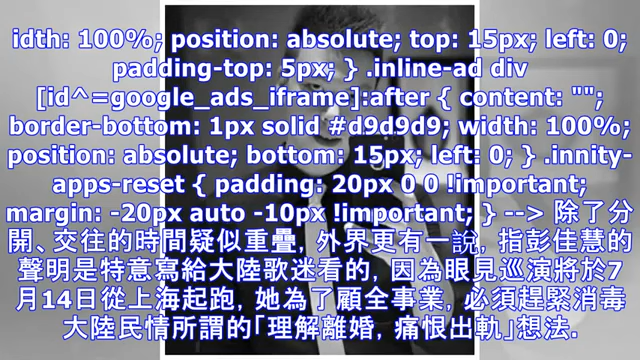 idth: 100%; position: absolute; top: 15px; left: 0;
padding-top: 5px; } .inline-ad div
[id^=google_ads_iframe]:after { content: "";
border-bottom: 1px solid #d9d9d9; width: 100%;
position: absolute; bottom: 15px; left: 0; } .innity-
apps-reset { padding: 20px 0 0 !important;
margin: -20px auto -10px !important; } --> 除了分
開、交往的時間疑似重疊, 外界更有一說, 指彭佳慧的
聲明是特意寫給大陸歌迷看的, 因為眼見巡演將於7
月14日從上海起跑, 她為了顧全事業, 必須趕緊消毒
大陸民情所謂的「理解離婚, 痛恨出軌」想法.